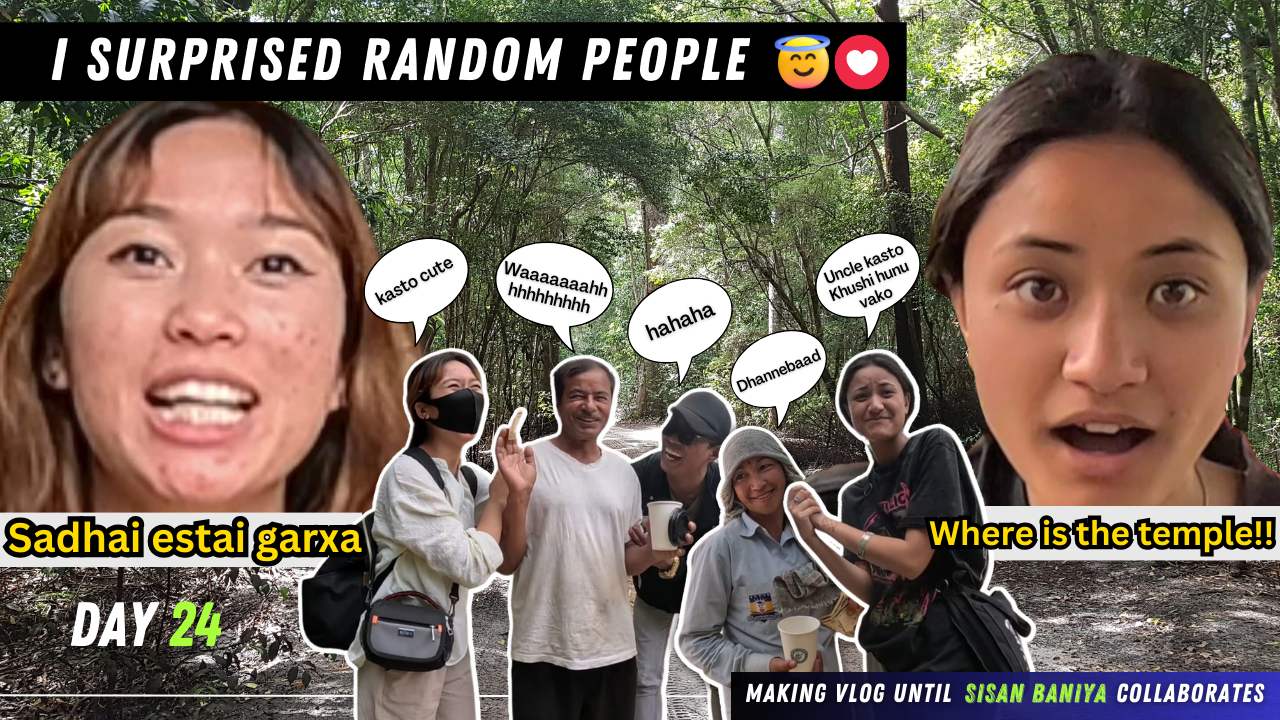 I SURPRISED RANDOM PEOPLE
kasto cute
Waaaaaaahh
hhhhhhhhh
hahaha
Dhannebaad
Uncle kasto
Khushi hunu
vako
Sadhai estai garxa
Where is the temple!!
DAY 24
MAKING VLOG UNTIL SISAN BANIYA COLLABORATES